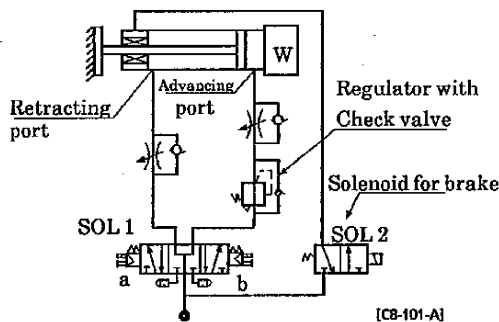 W
Retracting
port
Advancing
port
Regulator with
Check valve
Solenoid for brake
SOL 1
SOL 2
a
b
[C8-101-A]